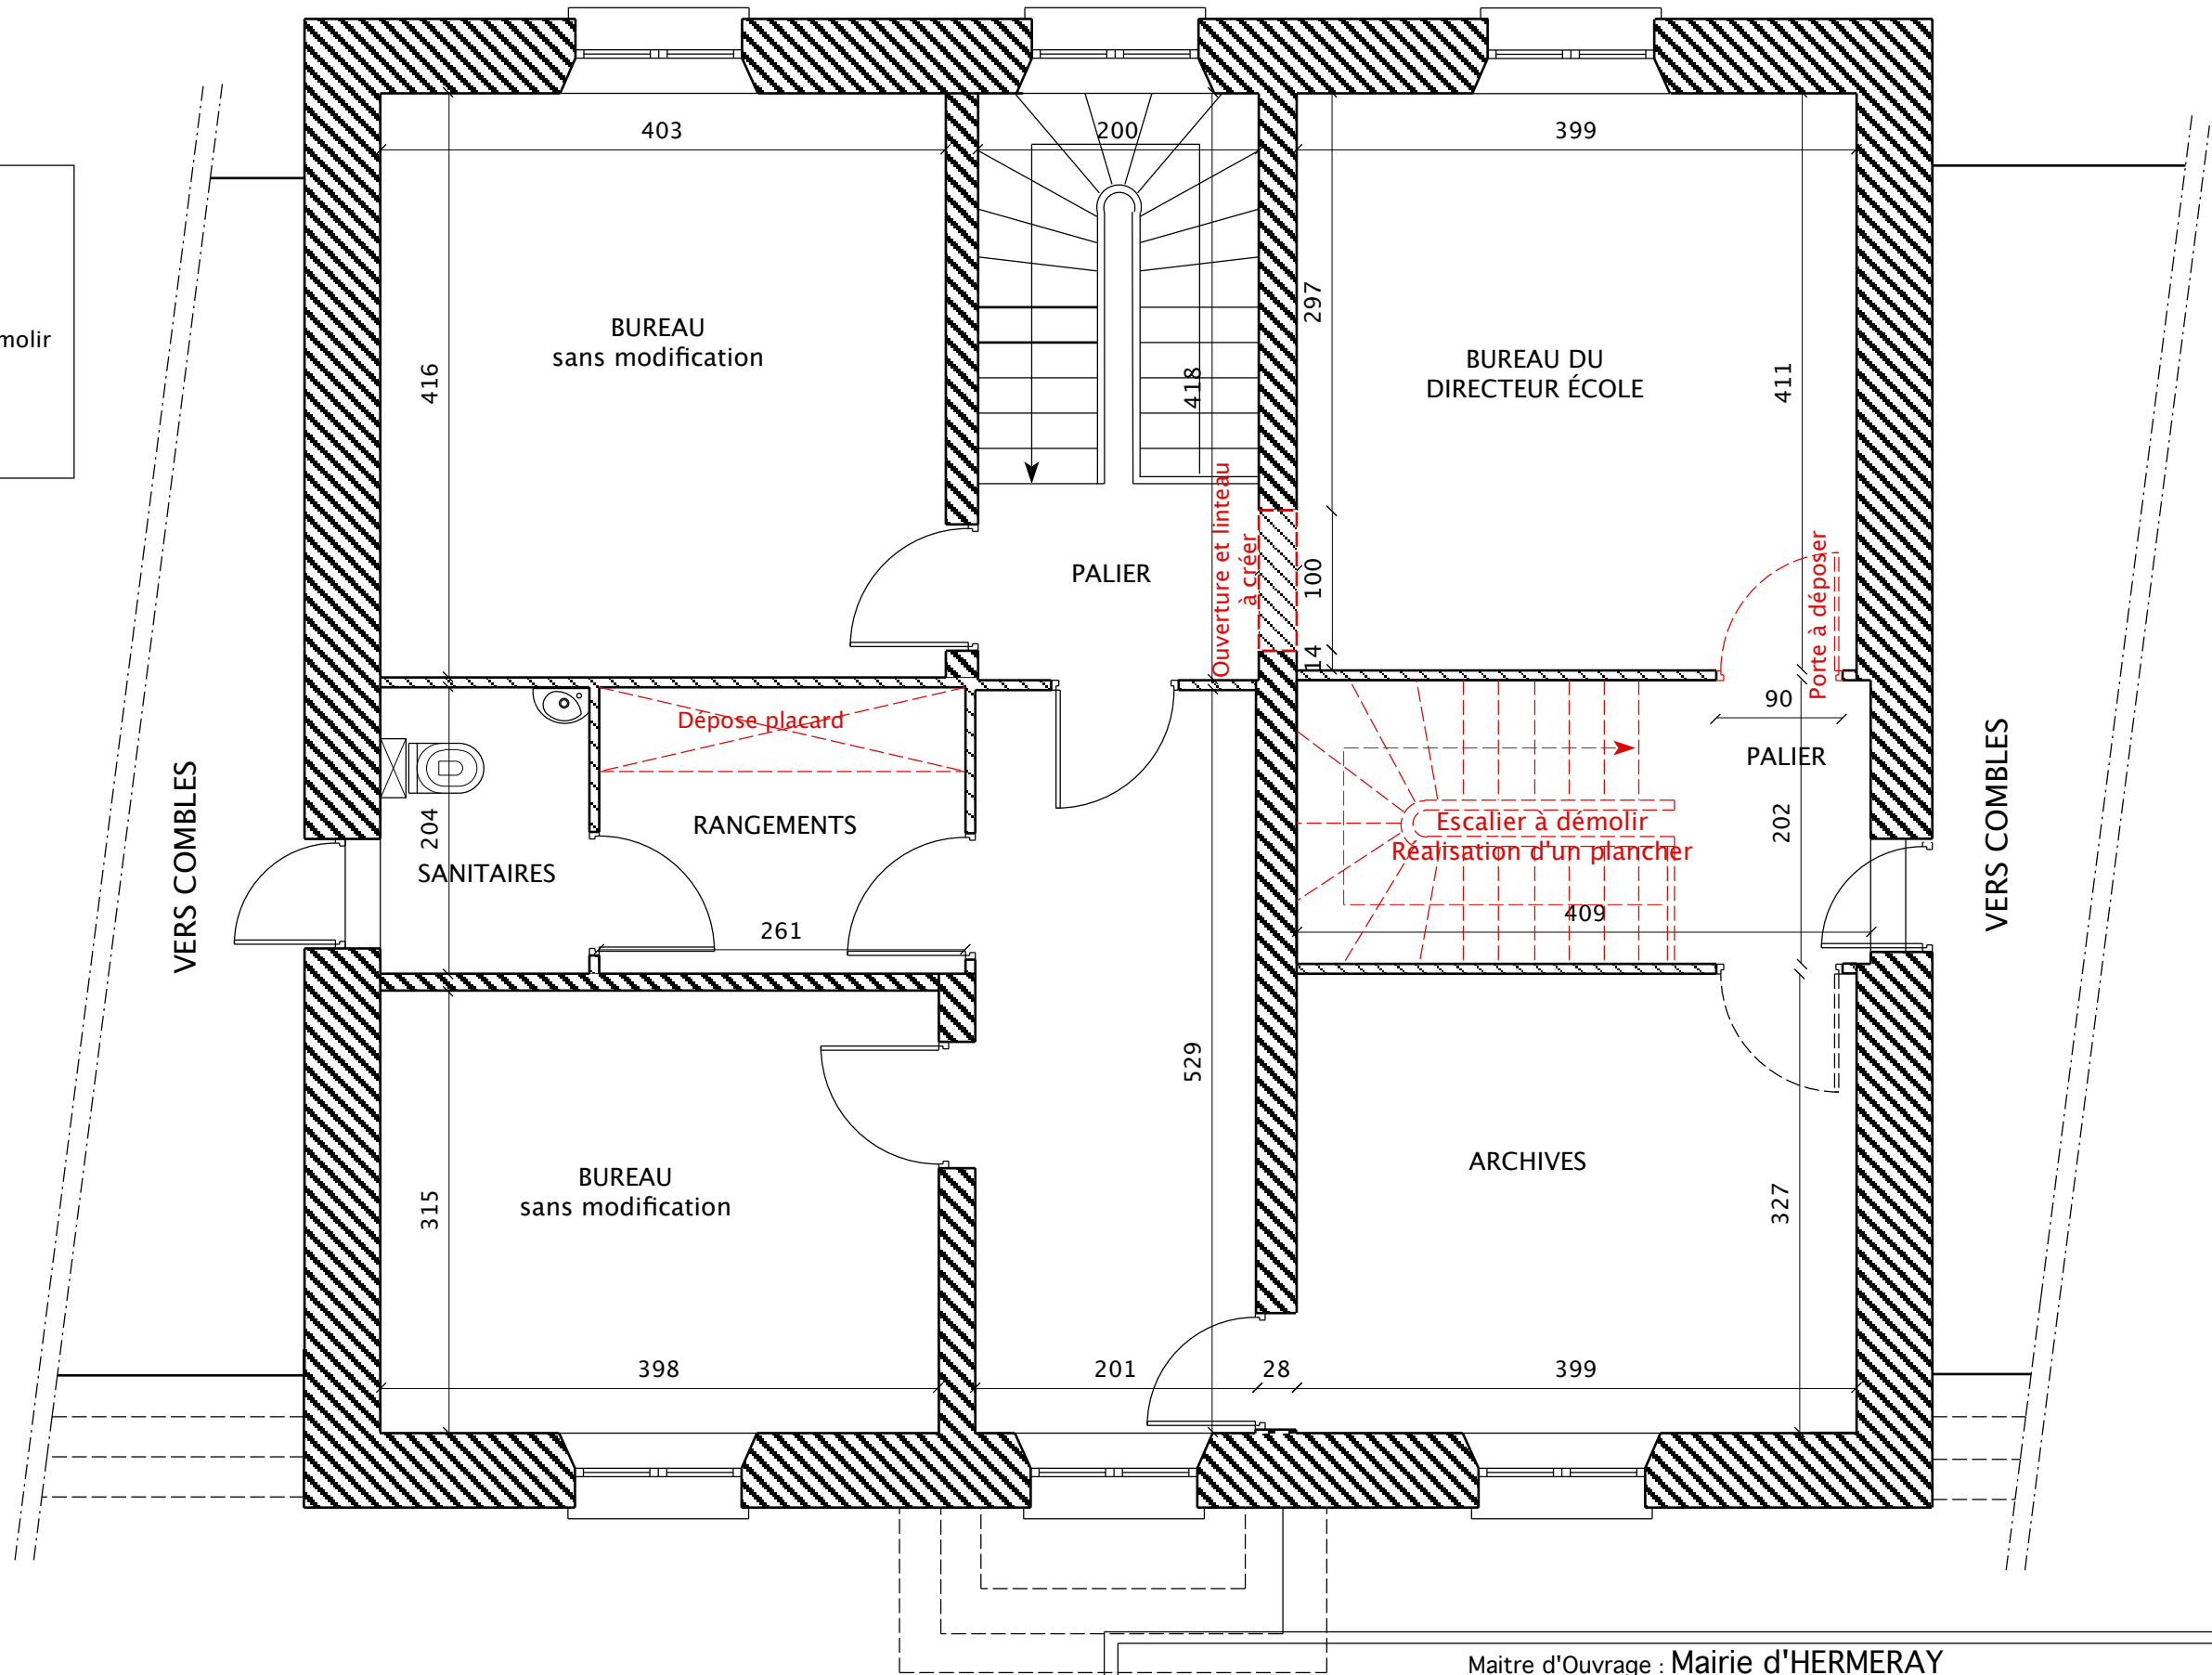 403
200
399
297
molir
BUREAU
sans modification
416
418
BUREAU DU
DIRECTEUR ÉCOLE
411
Ouverture et linteau
à créer
PALIER
100
14
Porte à déposer
90
Dépose placard
PALIER
VERS COMBLES
204
RANGEMENTS
SANITAIRES
261
Escalier à démolir
Réalisation d'un plancher
202
409
VERS COMBLES
529
BUREAU
sans modification
315
ARCHIVES
327
398
201
28
399
Maitre d'Ouvrage : Mairie d'HERMERAY